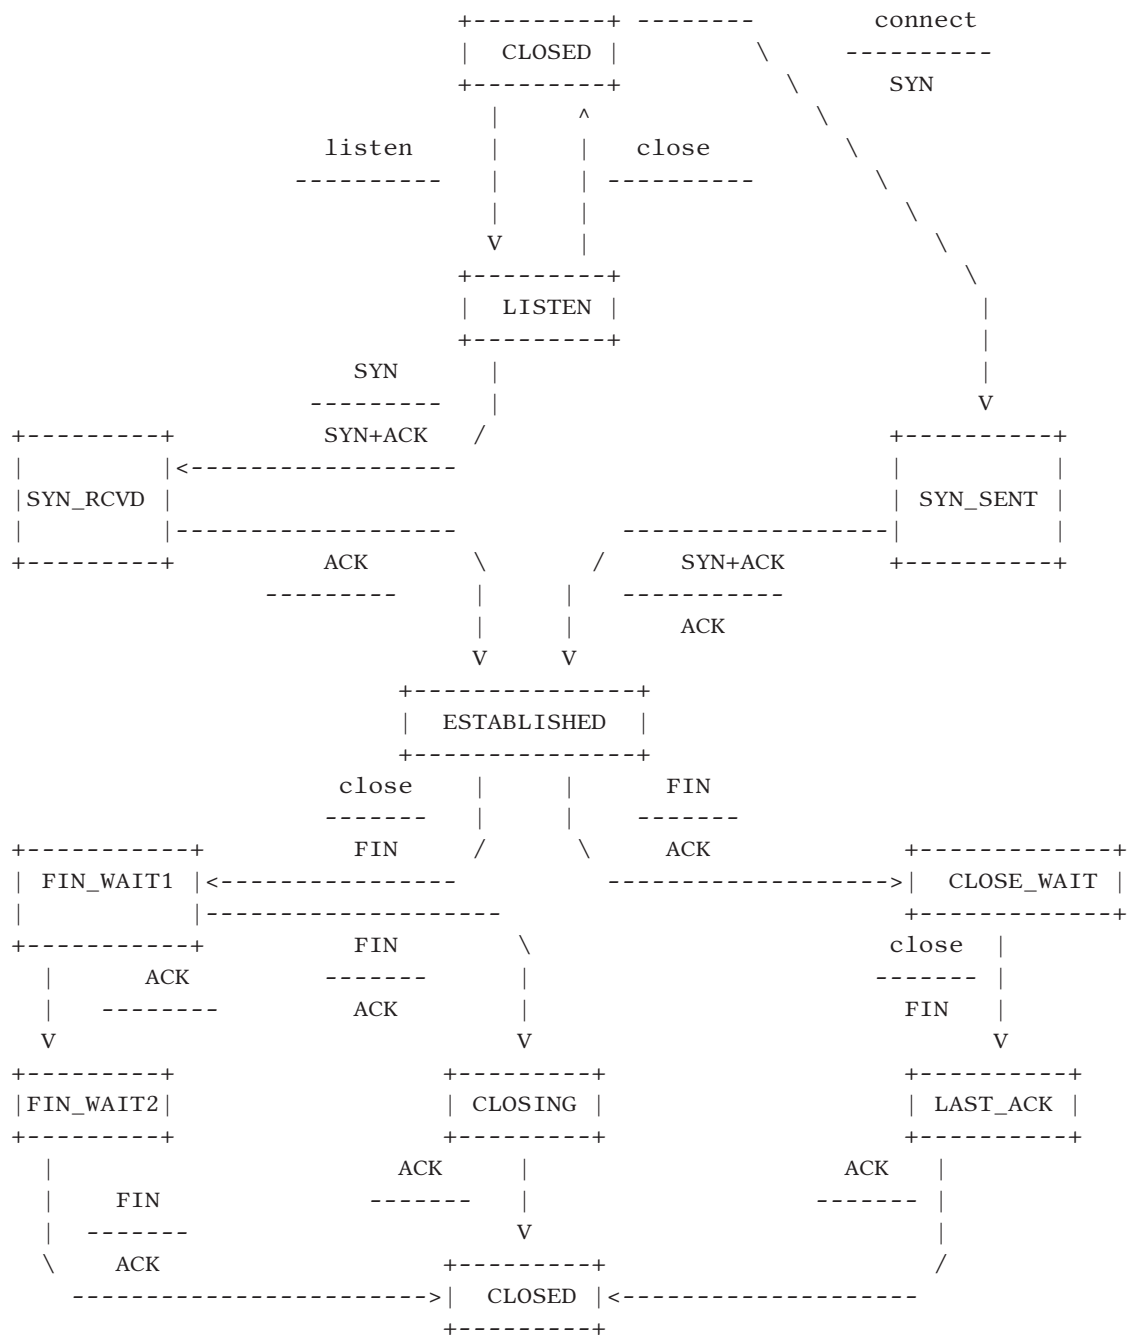 +---------+ --------          connect
|  CLOSED |         \     ----------
+---------+           \      SYN
|     ^              \
listen     |     |   close        \
----------   |     | ----------        \
|     |                     \
V     |                       \
+---------+                       \
|  LISTEN |                        |
+---------+                        |
SYN      |                                |
---------    |                                V
+---------+          SYN+ACK   /                           +----------+
|         |<------------------                             |          |
|SYN_RCVD |                                                | SYN_SENT |
|         |-------------------           ------------------|          |
+---------+          ACK       \       /     SYN+ACK       +----------+
---------     |     |   -----------
|     |       ACK
V     V
+---------------+
|  ESTABLISHED  |
+---------------+
close    |     |      FIN
-------   |     |    -------
+-----------+          FIN     /       \     ACK             +-------------+
| FIN_WAIT1 |<----------------          ------------------->|  CLOSE_WAIT |
|           |--------------------                           +-------------+
+-----------+          FIN        \                        close  |
|      ACK           -------      |                       ------- |
|   --------           ACK        |                         FIN   |
V                                V                               V
+---------+                  +---------+                    +----------+
|FIN_WAIT2|                  | CLOSING |                    | LAST_ACK |
+---------+                  +---------+                    +----------+
|                       ACK     |                     ACK    |
|    FIN              -------   |                   ------- |
|  -------                      V                           |
\    ACK                  +---------+                      /
------------------------>|  CLOSED |<--------------------
+---------+